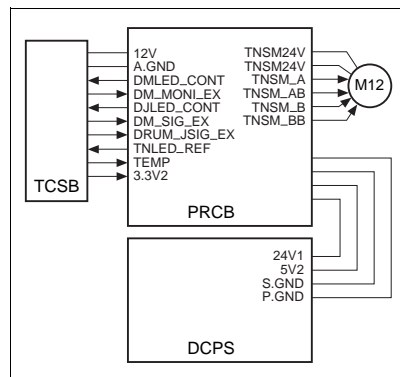 12V
A.GND
DMLED_CONT
DM_MONI_EX
DJLED_CONT
DM_SIG_EX
DRUM_JSIG_EX
TNLED_REF
TEMP
3.3V2
TCSB
TNSM24V
TNSM24V
TNSM_A
TNSM_AB
TNSM_B
TNSM_BB
M12
PRCB
24V1
5V2
S.GND
P.GND
DCPS